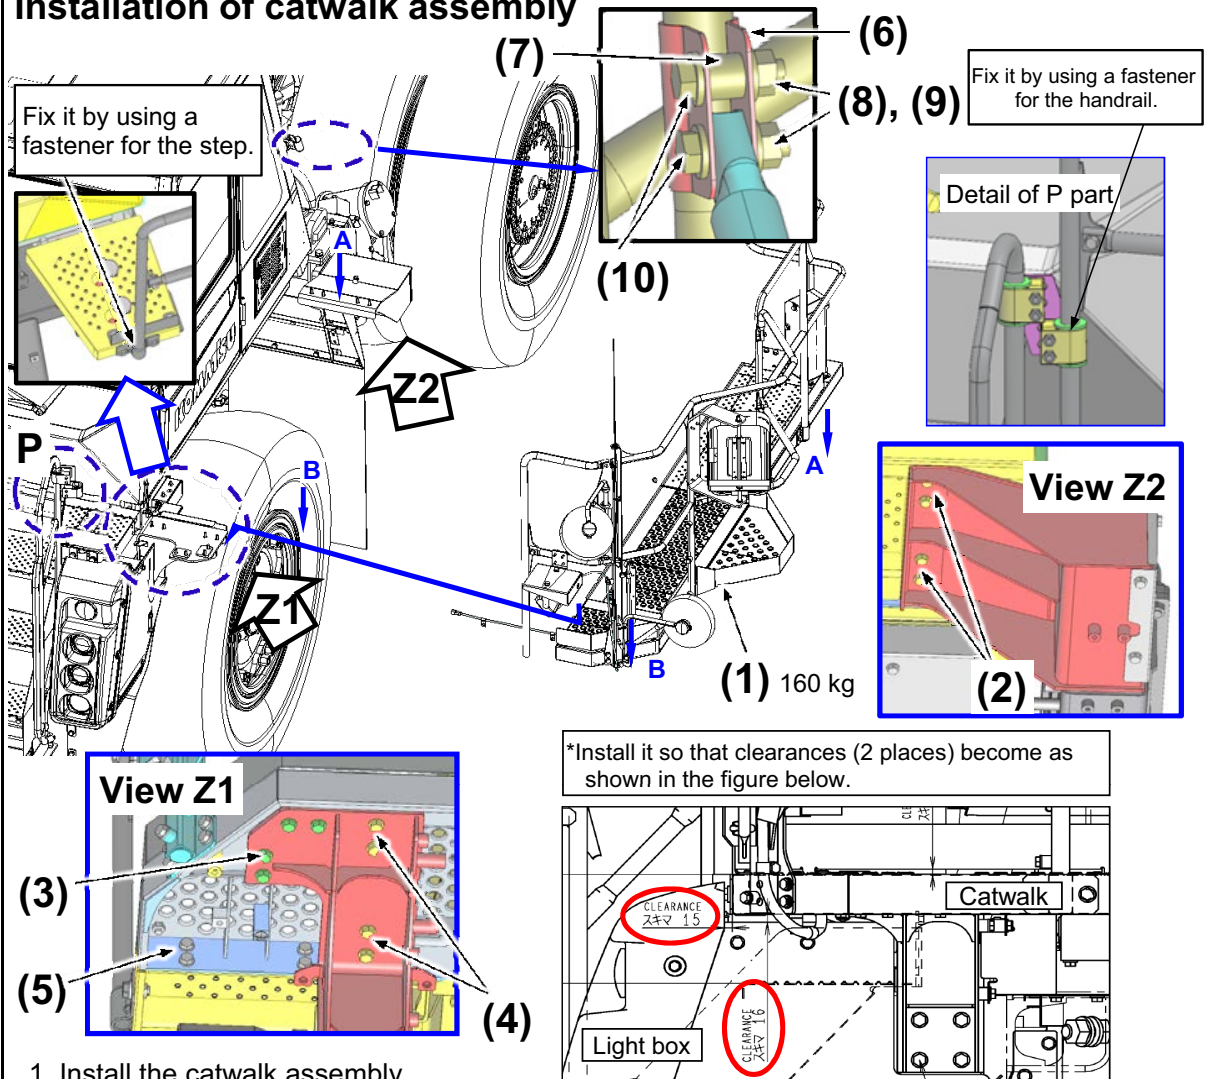 Installation of catwalk assembly
(7)
(6)
(8), (9)
(10)
Fix it by using a fastener
for the handrail.
Fix it by using a
fastener for the step.
Detail of P part
A
Z2
KOMATSU
P
B
Z1
A
B
(1) 160 kg
View Z2
(2)
View Z1
(3)
(5)
(4)
*Install it so that clearances (2 places) become as
shown in the figure below.
CLEARANCE
スキマ 15
Catwalk
CLEARANCE
スキマ 16
Light box
1. Install the catwalk assembly